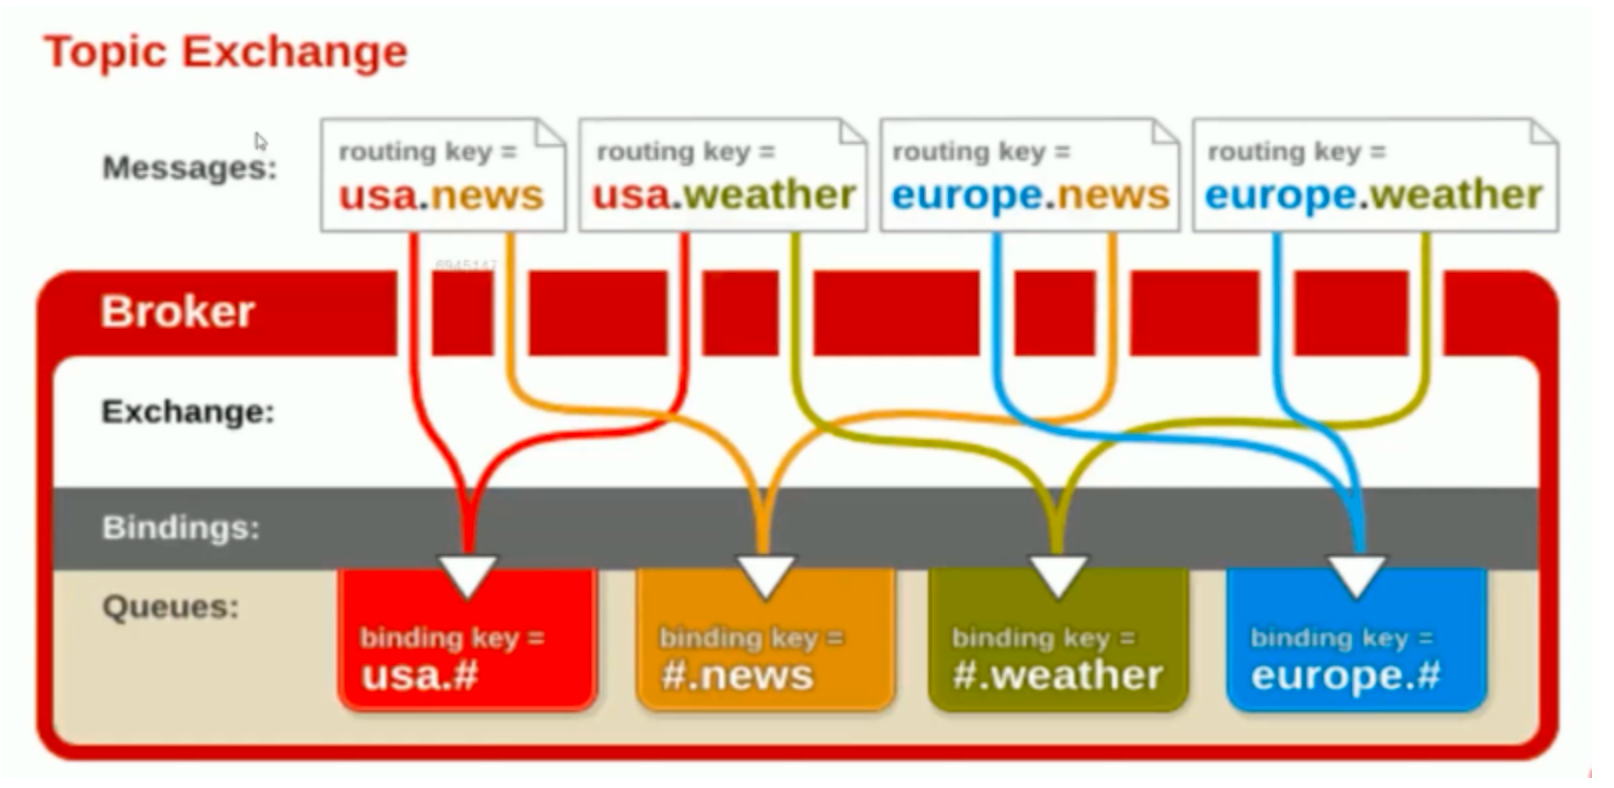 Topic Exchange
Messages:
routing key =
usa.news
routing key =
usa.weather
routing key =
europe.news
routing key =
europe.weather
6945147
Broker
Exchange:
Bindings:
Queues:
binding key =
usa.#
binding key =
#.news
binding key =
#.weather
binding key =
europe.#